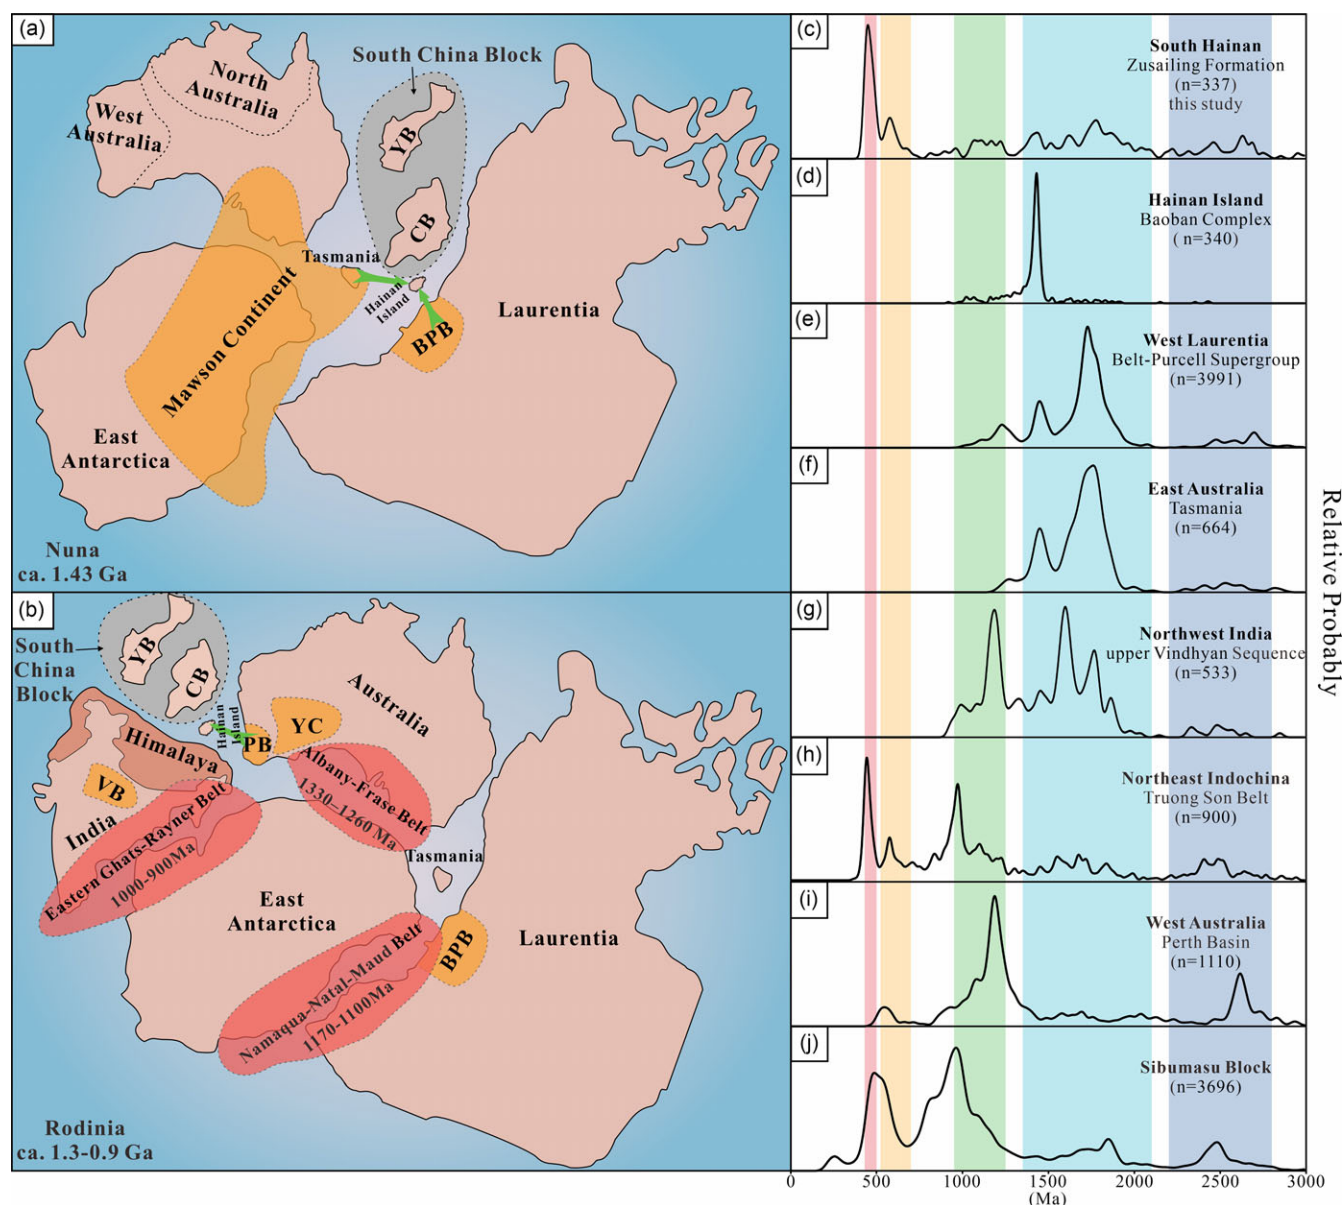 (a)
South China Block
North
Australia
West
Australia
YB
CB
Tasmania
Hainan
Island
Mawson Continent
BPB
Laurentia
East
Antarctica
Nuna
ca. 1.43 Ga
(b)
South
China
Block
YB
CB
Hainan
Island
PB
YC
Australia
Himalaya
VB
India
Albany-Frase Belt
1330-1260 Ma
Eastern Ghats-Rayner Belt
1000-900Ma
Tasmania
East
Antarctica
Laurentia
BPB
Namaqua-Natal-Maud Belt
1170-1100Ma
Rodinia
ca. 1.3-0.9 Ga
(c)
South Hainan
Zusailing Formation
(n=337)
this study
(d)
Hainan Island
Baoban Complex
( n=340)
(e)
West Laurentia
Belt-Purcell Supergroup
(n=3991)
(f)
East Australia
Tasmania
(n=664)
(g)
Northwest India
upper Vindhyan Sequence
(n=533)
(h)
Northeast Indochina
Truong Son Belt
(n=900)
(i)
West Australia
Perth Basin
(n=1110)
(j)
Sibumasu Block
(n=3696)
0 500 1000 1500 2000 2500 3000
(Ma)
Relative Probably